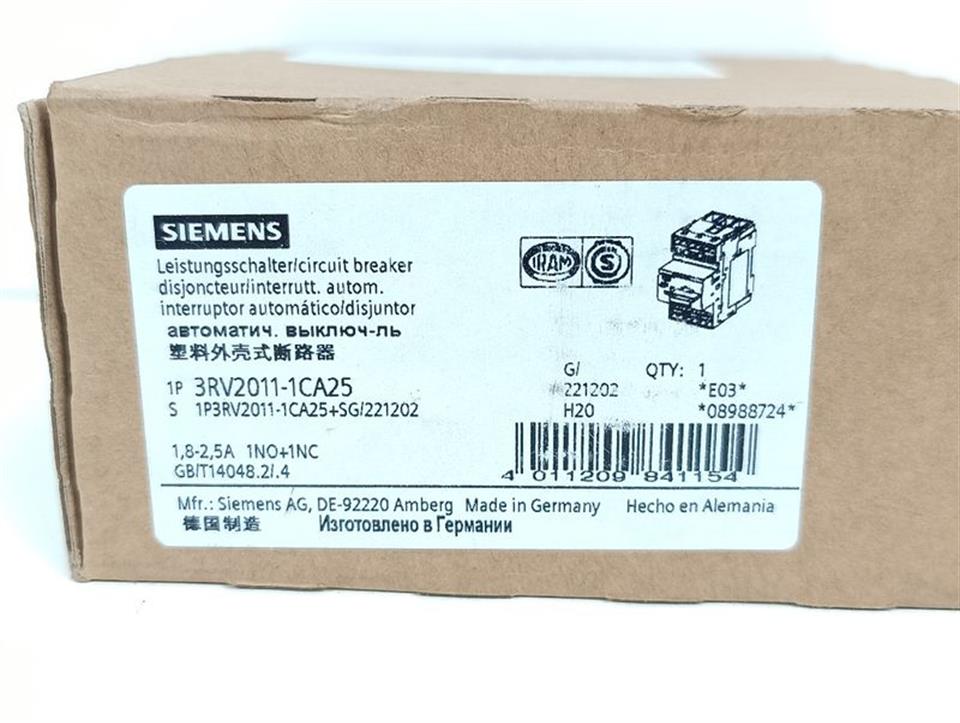 SIEMENS
Leistungsschalter/circuit breaker
disjoncteur/interrutt. autom.
interruptor automático/disjuntor
автоматич. выключ-ль
塑料外壳式断路器
IRAM
S
1P 3RV2011-1CA25
S 1P3RV2011-1CA25+SG/221202
G/ QTY: 1
221202 *E03*
H20 *08988724*
1,8-2,5A 1NO+1NC
GB/T14048.2/.4
4 011209 841154
Mfr.: Siemens AG, DE-92220 Amberg Made in Germany Hecho en Alemania
德国制造 Изготовлено в Германии